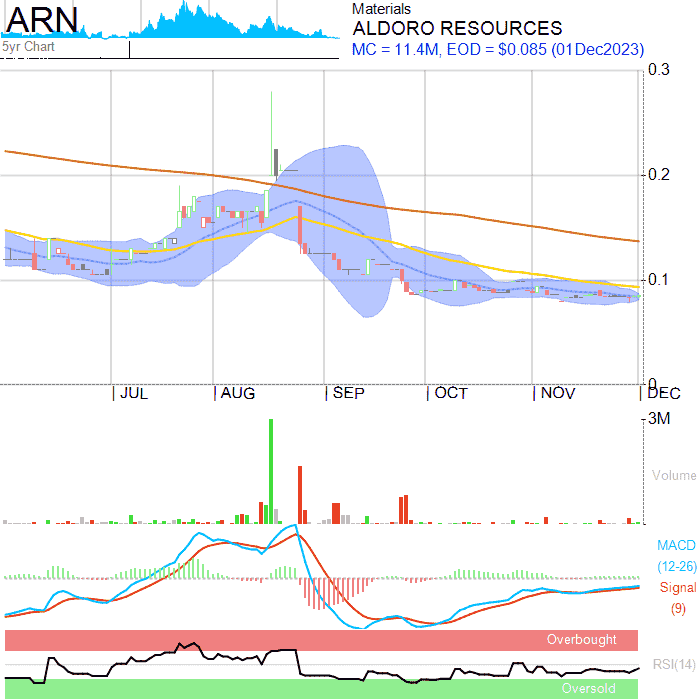 ARN
5yr Chart
Materials
ALDORO RESOURCES
MC = 11.4M, EOD = $0.085 (01Dec2023)
0.3
0.2
0.1
0
JUL
AUG
SEP
OCT
NOV
DEC
3M
Volume
MACD
(12-26)
Signal
(9)
Overbought
RSI(14)
Oversold